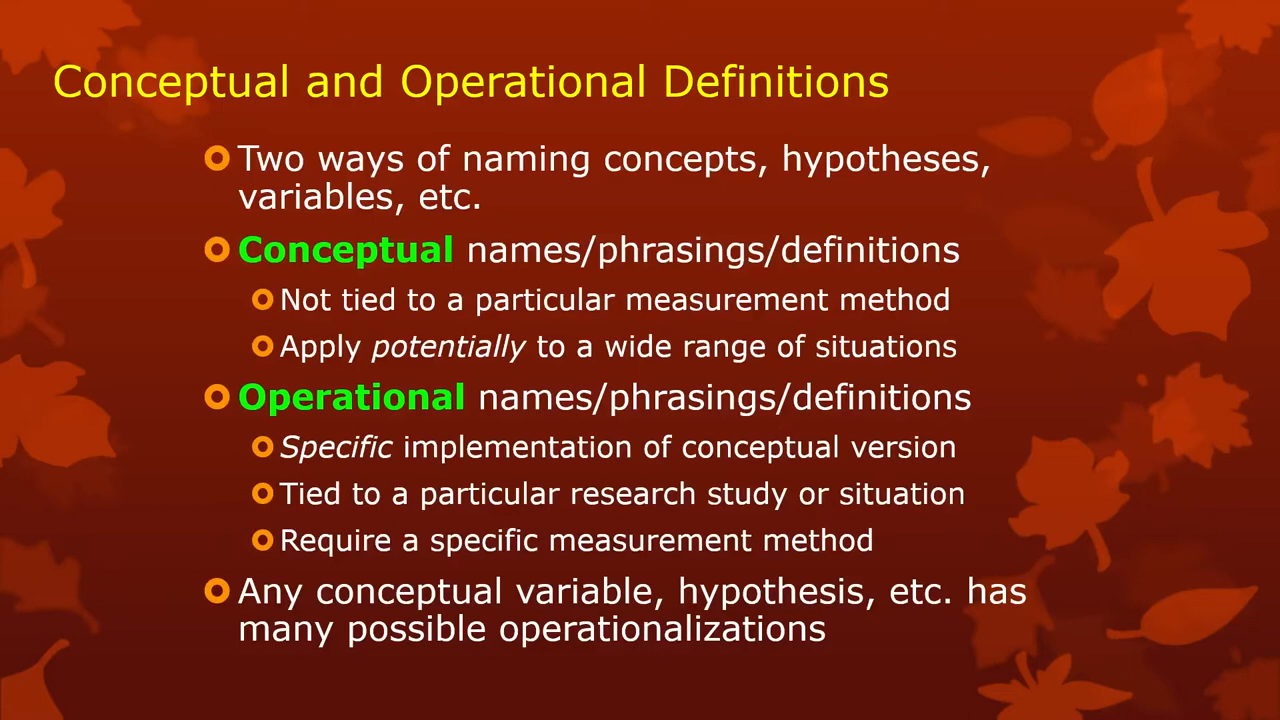 Conceptual and Operational Definitions
Two ways of naming concepts, hypotheses,
variables, etc.
Conceptual names/phrasings/definitions
Not tied to a particular measurement method
Apply potentially to a wide range of situations
Operational names/phrasings/definitions
Specific implementation of conceptual version
Tied to a particular research study or situation
Require a specific measurement method
Any conceptual variable, hypothesis, etc. has
many possible operationalizations